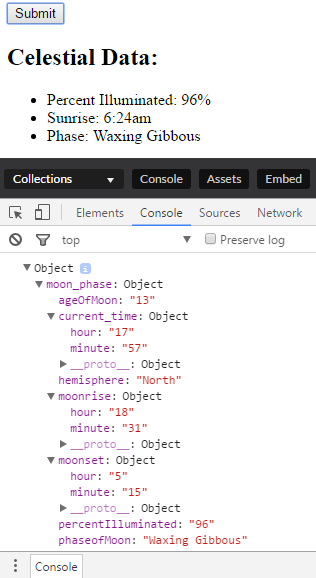 Submit
Celestial Data:
• Percent Illuminated: 96%
• Sunrise: 6:24am
• Phase: Waxing Gibbous
Collections ▼ Console Assets Embed
Elements Console Sources Network
top ▼ Preserve log
▼ Object i
▼ moon_phase: Object
ageOfMoon: "13"
▼ current_time: Object
hour: "17"
minute: "57"
▶ __proto__: Object
hemisphere: "North"
▼ moonrise: Object
hour: "18"
minute: "31"
▶ __proto__: Object
▼ moonset: Object
hour: "5"
minute: "15"
▶ __proto__: Object
percentIlluminated: "96"
phaseofMoon: "Waxing Gibbous"
Console